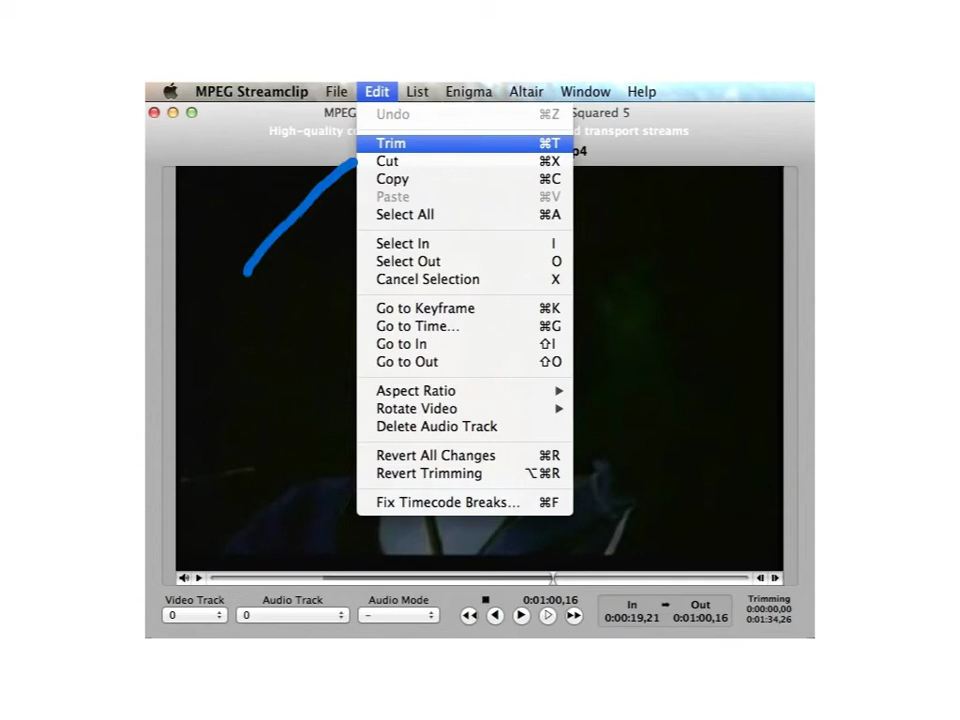 MPEG Streamclip File Edit List Enigma Altair Window Help
MPEG Squared 5
High-quality co d transport streams
p4
Undo ⌘Z
Trim ⌘T
Cut ⌘X
Copy ⌘C
Paste ⌘V
Select All ⌘A
Select In I
Select Out O
Cancel Selection X
Go to Keyframe ⌘K
Go to Time... ⌘G
Go to In ⇧I
Go to Out ⇧O
Aspect Ratio
Rotate Video
Delete Audio Track
Revert All Changes ⌘R
Revert Trimming ⌥⌘R
Fix Timecode Breaks... ⌘F
Video Track Audio Track Audio Mode 0:01:00,16 In Out Trimming
0 0 – 0:00:19,21 0:01:00,16 0:00:00,00
0:01:34,26